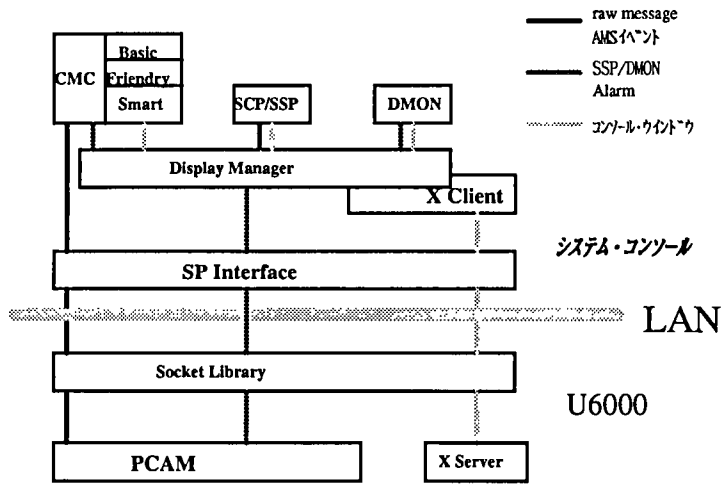 raw message
AMSイベント
SSP/DMON
Alarm
コンソール・ウインドウ
CMC
Basic
Friendry
Smart
SCP/SSP
DMON
Display Manager
X Client
システム・コンソール
SP Interface
LAN
Socket Library
U6000
PCAM
X Server